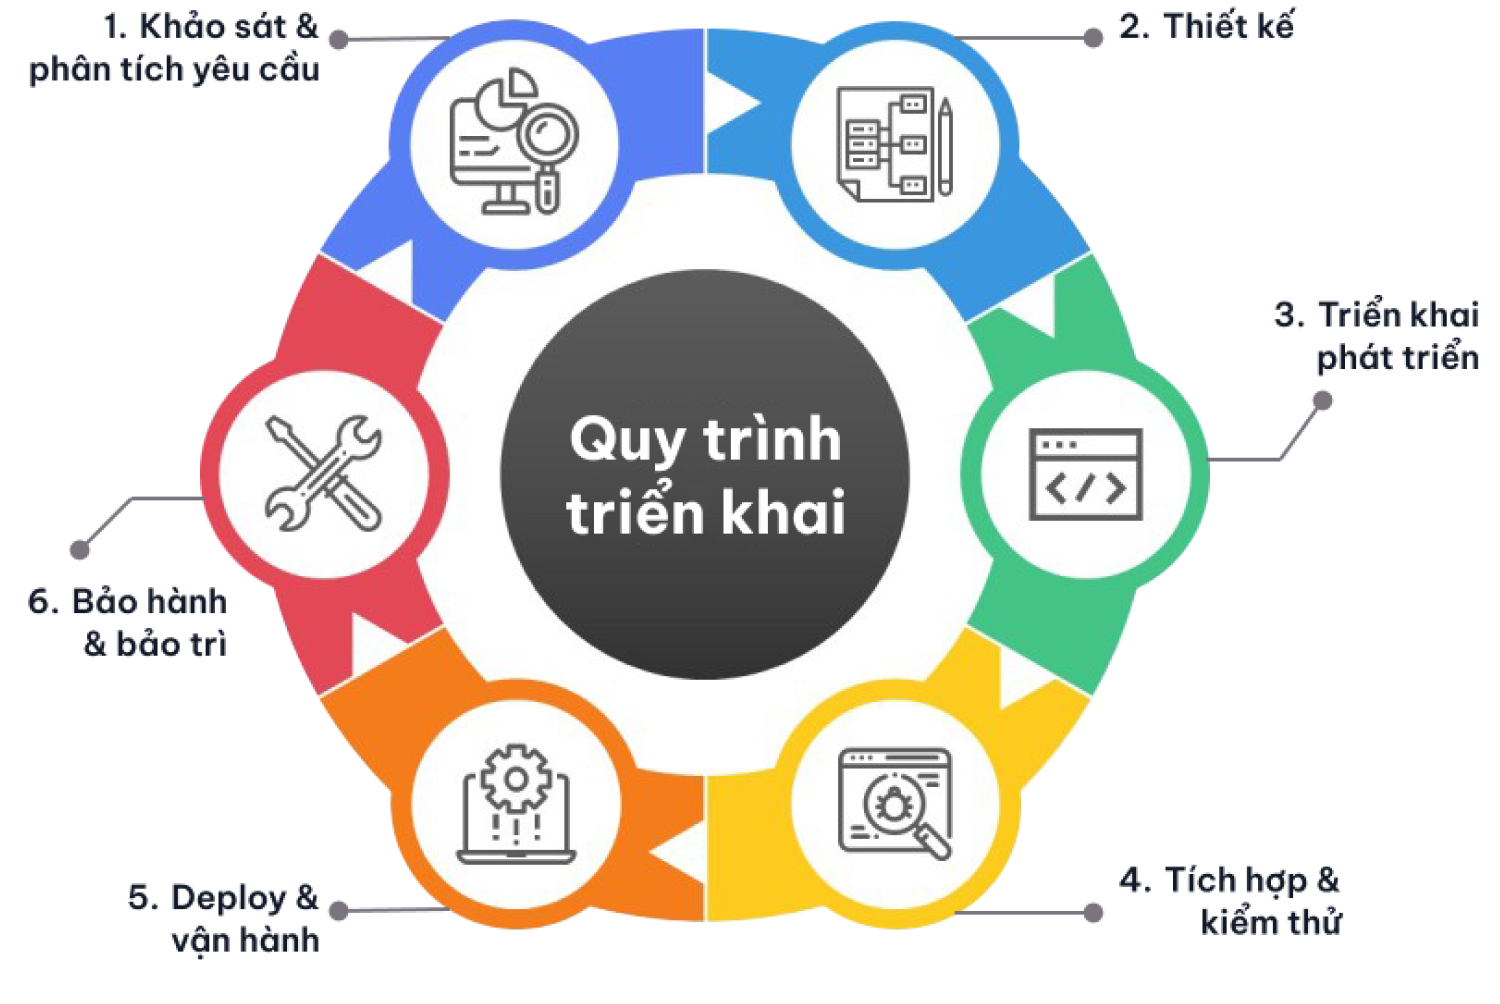 1. Khảo sát &
phân tích yêu cầu
2. Thiết kế
3. Triển khai
phát triển
Quy trình
triển khai
6. Bảo hành
& bảo trì
4. Tích hợp &
kiểm thử
5. Deploy &
vận hành